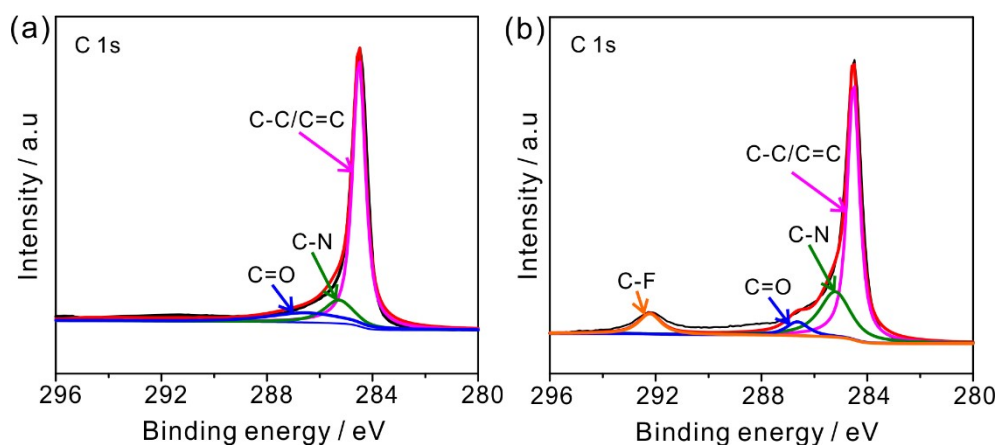 (a)
C 1s
C-C/C=C
C-N
C=O
Intensity / a.u
296 292 288 284 280
Binding energy / eV
(b)
C 1s
C-C/C=C
C-N
C-F
C=O
Intensity / a.u
296 292 288 284 280
Binding energy / eV